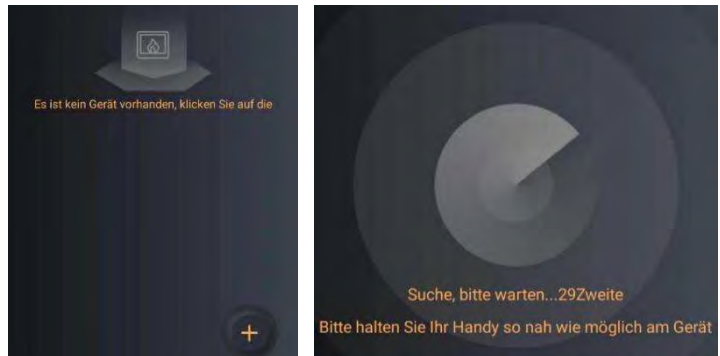 Es ist kein Gerät vorhanden, klicken Sie auf die
+
Suche, bitte warten...29Zweite
Bitte halten Sie Ihr Handy so nah wie möglich am Gerät